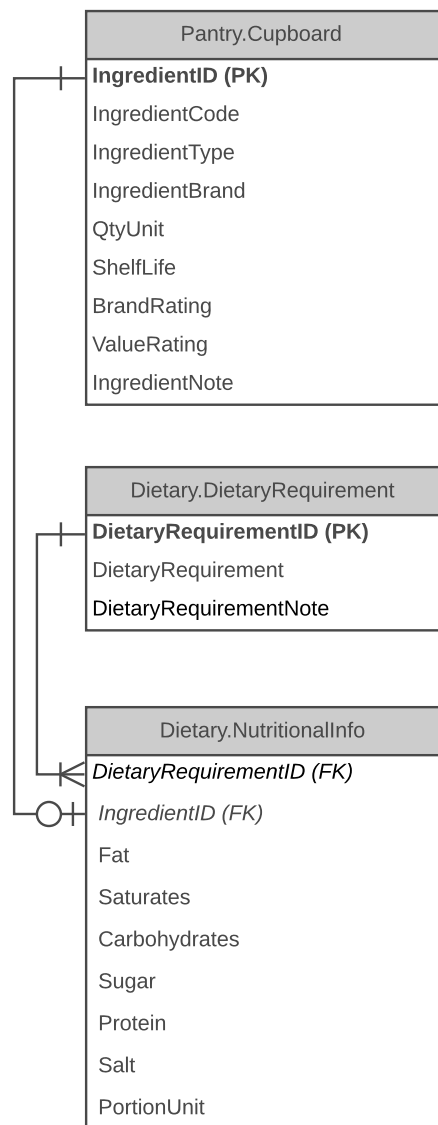 Pantry.Cupboard
IngredientID (PK)
IngredientCode
IngredientType
IngredientBrand
QtyUnit
ShelfLife
BrandRating
ValueRating
IngredientNote
Dietary.DietaryRequirement
DietaryRequirementID (PK)
DietaryRequirement
DietaryRequirementNote
Dietary.NutritionalInfo
DietaryRequirementID (FK)
IngredientID (FK)
Fat
Saturates
Carbohydrates
Sugar
Protein
Salt
PortionUnit